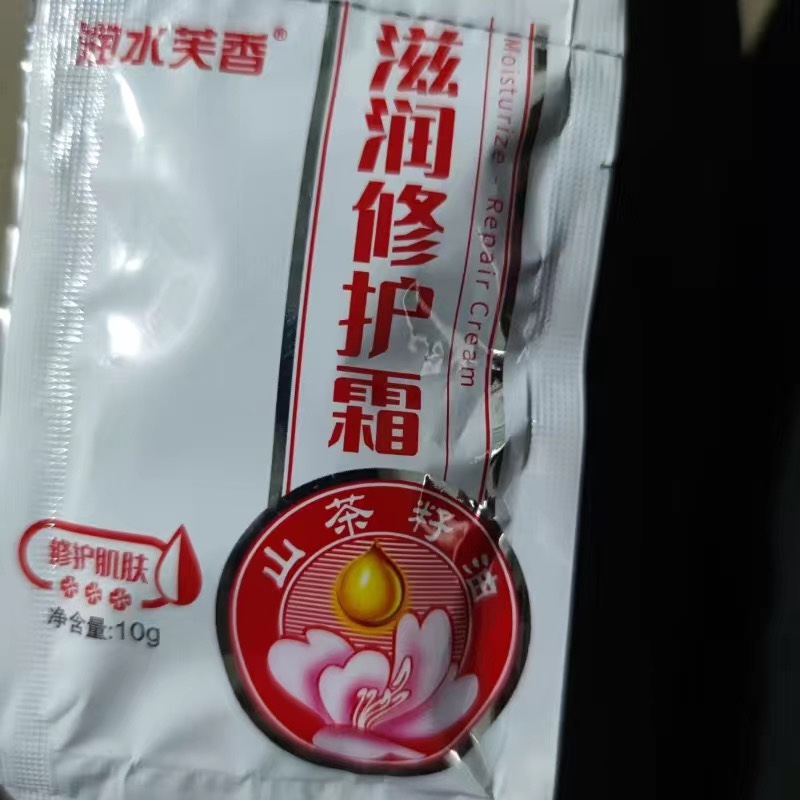 润水芙香®
滋润修护霜
Moisturize - Repair Cream
山茶籽油
修护肌肤
净含量:10g